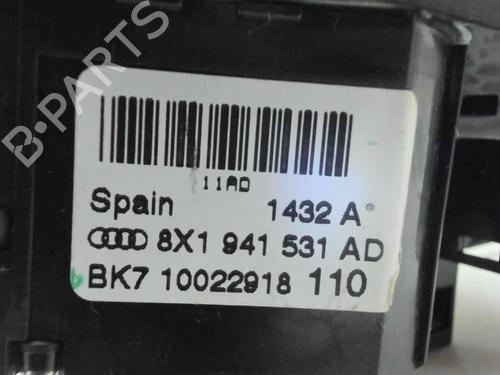 B-PARTS
11AD
Spain 1432 A
8X1 941 531 AD
BK7 10022918 110